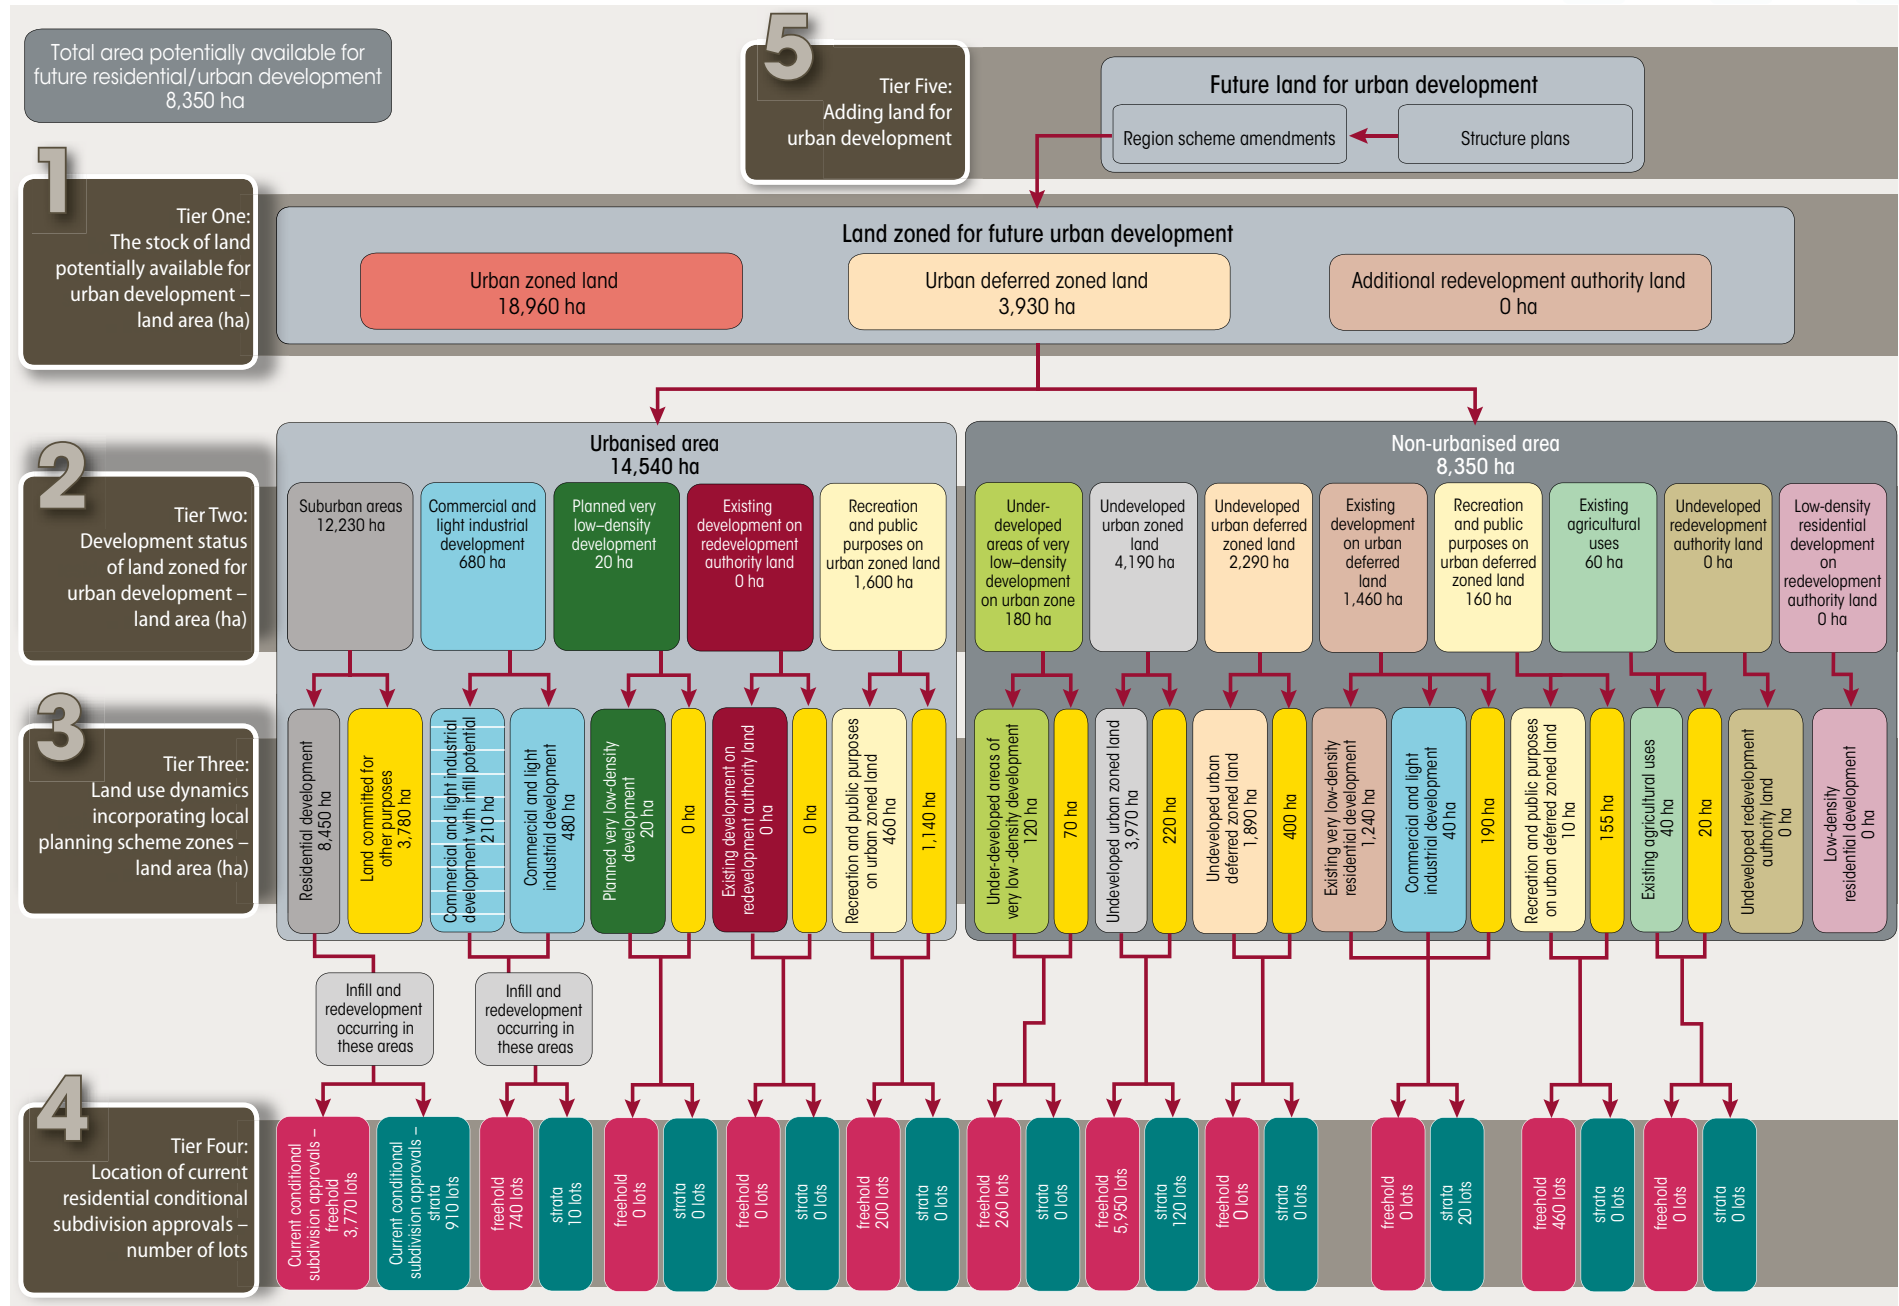 Total area potentially available for
future residential/urban development
8,350 ha
5
Tier Five:
Adding land for
urban development
Future land for urban development
Region scheme amendments
Structure plans
1
Tier One:
The stock of land
potentially available for
urban development –
land area (ha)
Land zoned for future urban development
Urban zoned land
18,960 ha
Urban deferred zoned land
3,930 ha
Additional redevelopment authority land
0 ha
2
Tier Two:
Development status
of land zoned for
urban development –
land area (ha)
Urbanised area
14,540 ha
Suburban areas
12,230 ha
Commercial and
light industrial
development
680 ha
Planned very
low–density
development
20 ha
Existing
development on
redevelopment
authority land
0 ha
Recreation
and public
purposes on
urban zoned land
1,600 ha
Non-urbanised area
8,350 ha
Under-
developed
areas of very
low–density
development
on urban zone
180 ha
Undeveloped
urban zoned
land
4,190 ha
Undeveloped
urban deferred
zoned land
2,290 ha
Existing
development
on urban
deferred
land
1,460 ha
Recreation
and public
purposes on
urban deferred
zoned land
160 ha
Existing
agricultural
uses
60 ha
Undeveloped
redevelopment
authority land
0 ha
Low-density
residential
development
on
redevelopment
authority land
0 ha
3
Tier Three:
Land use dynamics
incorporating local
planning scheme zones –
land area (ha)
Residential development
8,450 ha
Land committed for
other purposes
3,780 ha
Commercial and light industrial
development with infill potential
210 ha
Commercial and light
industrial development
480 ha
Planned very low-density
development
20 ha
0 ha
Existing development on
redevelopment authority land
0 ha
0 ha
Recreation and public purposes
on urban zoned land
460 ha
1,140 ha
Under-developed areas of
very low -density development
120 ha
70 ha
Undeveloped urban zoned land
3,970 ha
220 ha
Undeveloped urban
deferred zoned land
1,890 ha
400 ha
Existing very low-density
residential development
1,240 ha
Commercial and light
industrial development
40 ha
190 ha
Recreation and public purposes
on urban deferred zoned land
10 ha
155 ha
Existing agricultural uses
40 ha
20 ha
Undeveloped redevelopment
authority land
0 ha
Low-density
residential development
0 ha
Infill and
redevelopment
occurring in
these areas
Infill and
redevelopment
occurring in
these areas
4
Tier Four:
Location of current
residential conditional
subdivision approvals –
number of lots
Current conditional
subdivision approvals –
freehold
3,770 lots
Current conditional
subdivision approvals –
strata
910 lots
freehold
740 lots
strata
10 lots
freehold
0 lots
strata
0 lots
freehold
0 lots
strata
0 lots
freehold
200 lots
strata
0 lots
freehold
260 lots
strata
0 lots
freehold
5,950 lots
strata
120 lots
freehold
0 lots
strata
0 lots
freehold
0 lots
strata
20 lots
freehold
460 lots
strata
0 lots
freehold
0 lots
strata
0 lots